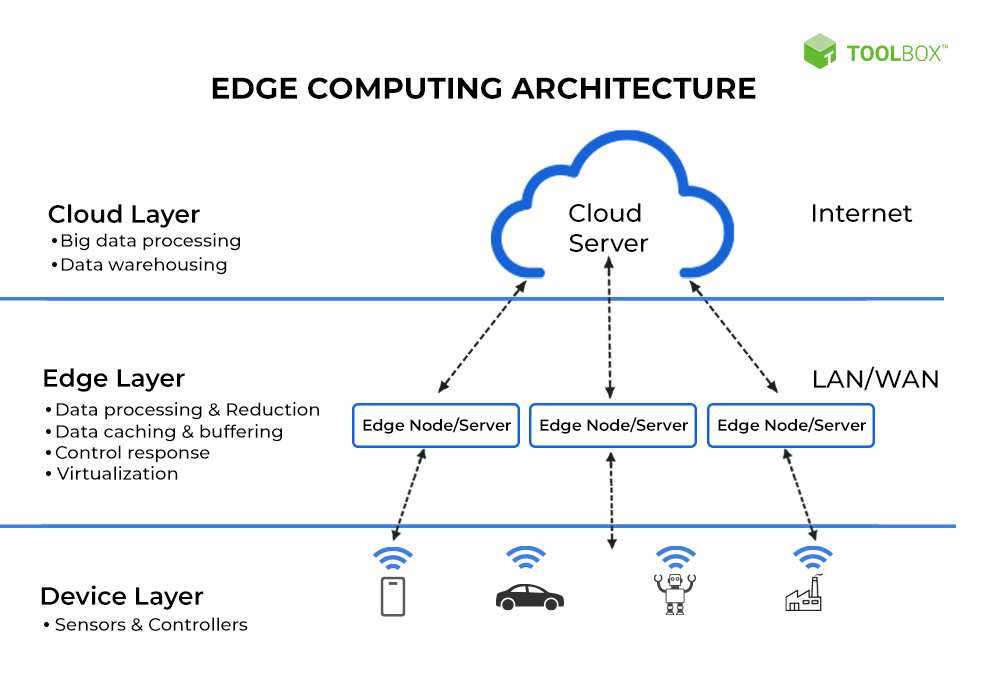 TOOLBOX™
EDGE COMPUTING ARCHITECTURE
Cloud Layer
•Big data processing
•Data warehousing
Cloud
Server
Internet
Edge Layer
•Data processing & Reduction
•Data caching & buffering
•Control response
• Virtualization
LAN/WAN
Edge Node/Server
Edge Node/Server
Edge Node/Server
Device Layer
• Sensors & Controllers